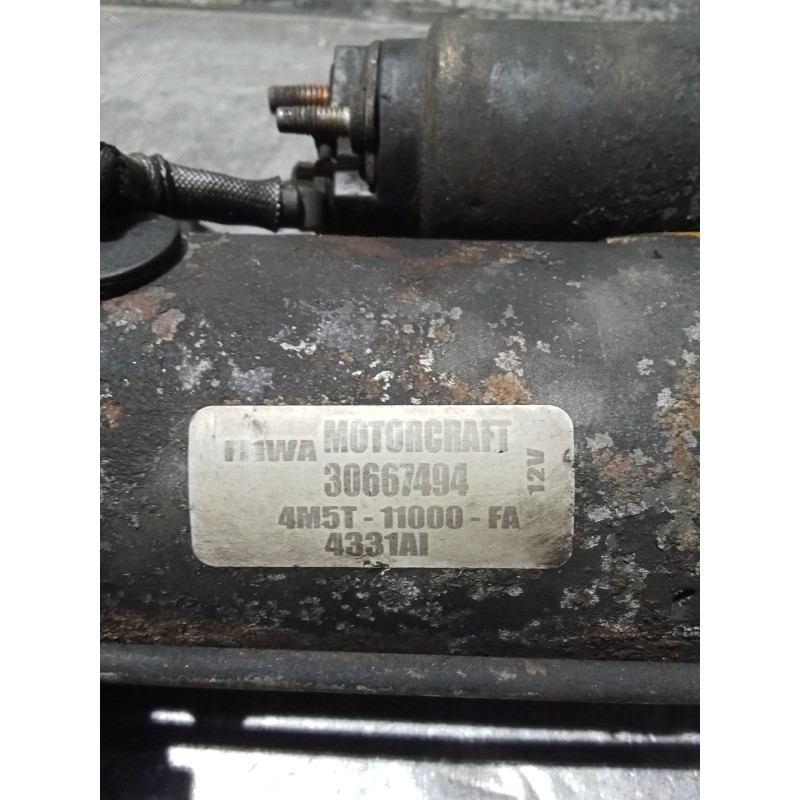 MOTORCRAFT
30667494
4M5T-11000-FA
4331AI
12V